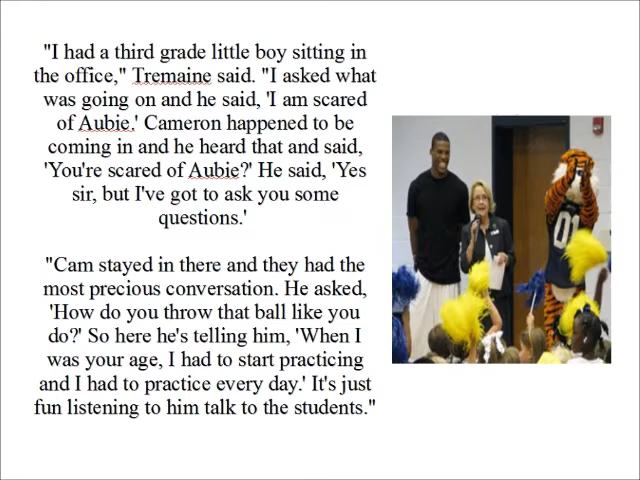 "I had a third grade little boy sitting in
the office," Tremaine said. "I asked what
was going on and he said, 'I am scared
of Aubie.' Cameron happened to be
coming in and he heard that and said,
'You're scared of Aubie?' He said, 'Yes
sir, but I've got to ask you some
questions.'
"Cam stayed in there and they had the
most precious conversation. He asked,
'How do you throw that ball like you
do?' So here he's telling him, 'When I
was your age, I had to start practicing
and I had to practice every day.' It's just
fun listening to him talk to the students."
01